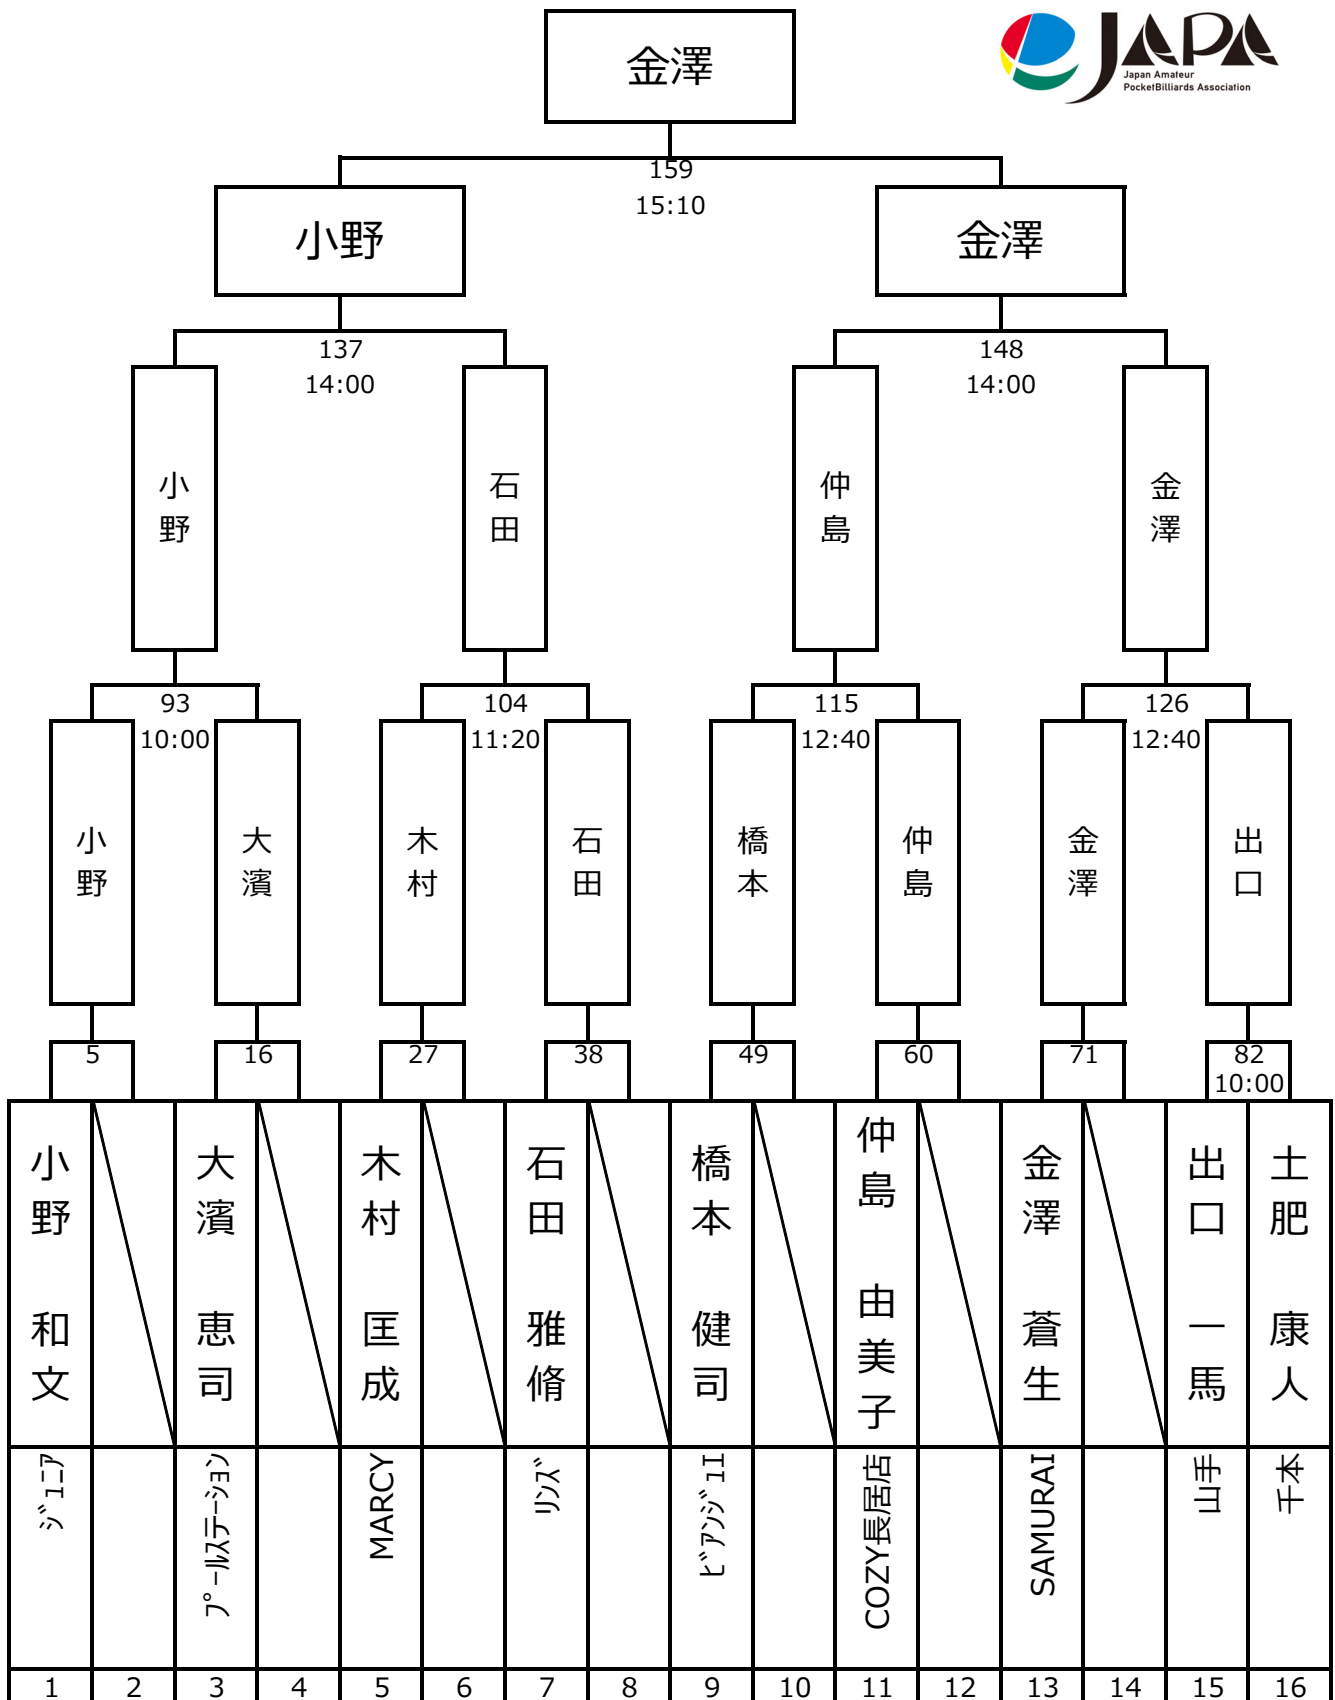 金澤
JAPA
Japan Amateur
PocketBilliards Association
159
15:10
小野
金澤
137
14:00
148
14:00
小野
石田
仲島
金澤
93
10:00
104
11:20
115
12:40
126
12:40
小野
大濱
木村
石田
橋本
仲島
金澤
出口
5
16
27
38
49
60
71
82
10:00
小野 和文
大濱 恵司
木村 匡成
石田 雅脩
橋本 健司
仲島 由美子
金澤 蒼生
出口 一馬
土肥 康人
ｼﾞｭﾆｱ
ﾌﾟｰﾙｽﾃｰｼｮﾝ
MARCY
ﾘﾝｽﾞ
ﾋﾞｱﾝｼﾞｭｴ
COZY長居店
SAMURAI
山手
千本
1 2 3 4 5 6 7 8 9 10 11 12 13 14 15 16